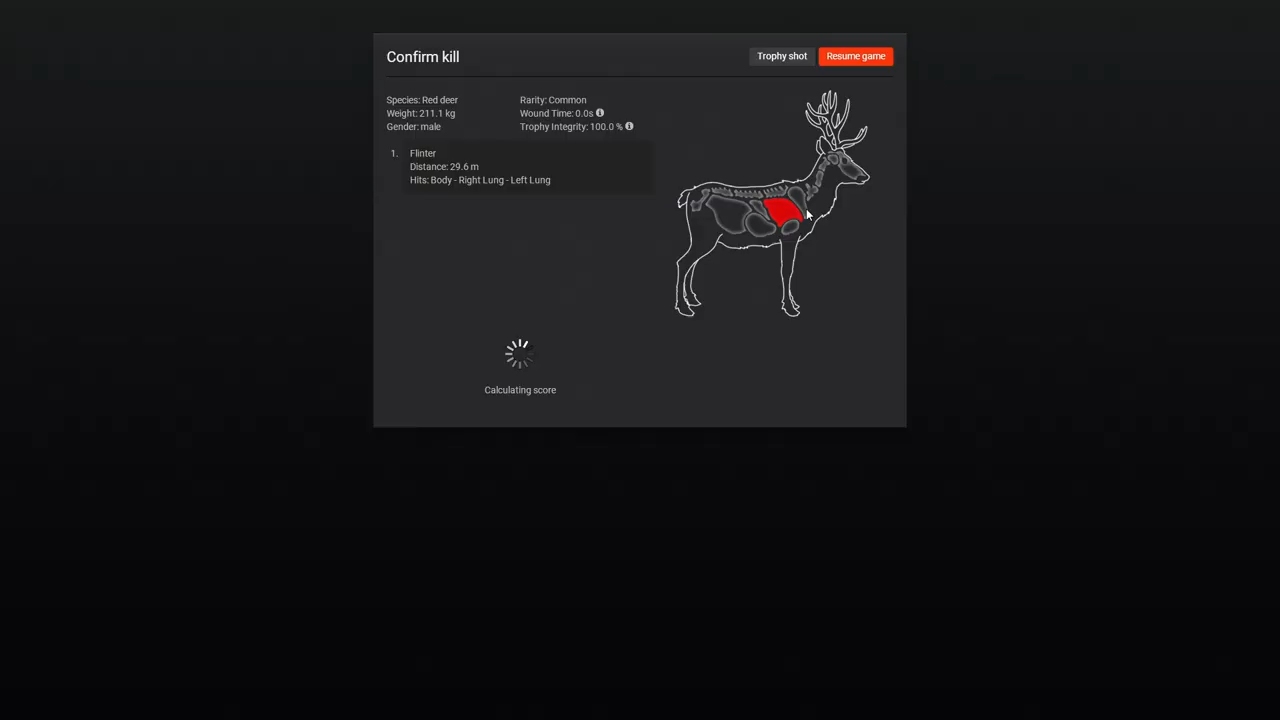 Confirm kill
Trophy shot
Resume game
Species: Red deer
Weight: 211.1 kg
Gender: male
Rarity: Common
Wound Time: 0.0s
Trophy Integrity: 100.0 %
1. Flinter
Distance: 29.6 m
Hits: Body - Right Lung - Left Lung
Calculating score